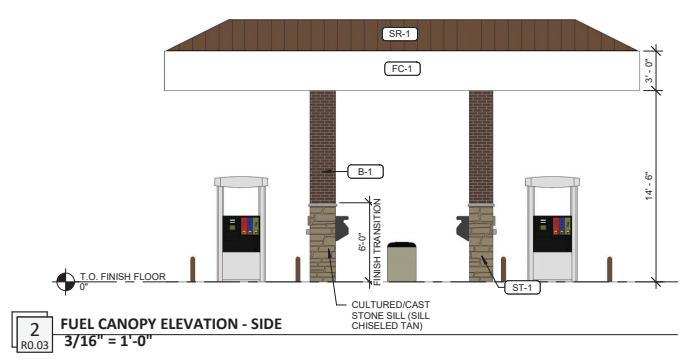 SR-1
FC-1
3' - 0"
B-1
14' - 6"
6'-0"
FINISH TRANSITION
T.O. FINISH FLOOR
0"
ST-1
CULTURED/CAST
STONE SILL (SILL
CHISELED TAN)
2
R0.03
FUEL CANOPY ELEVATION - SIDE
3/16" = 1'-0"